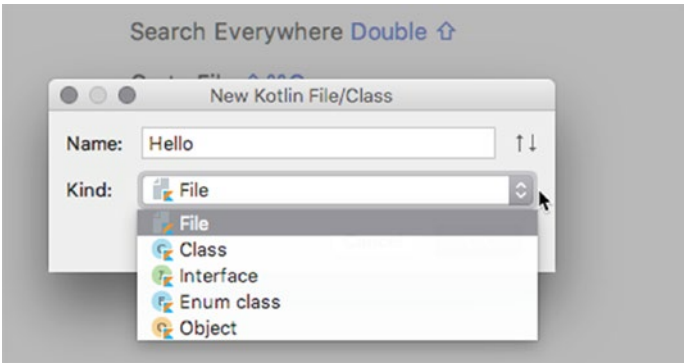 Search Everywhere Double ⇧
New Kotlin File/Class
Name: Hello ↑↓
Kind: File
File
Class
Interface
Enum class
Object